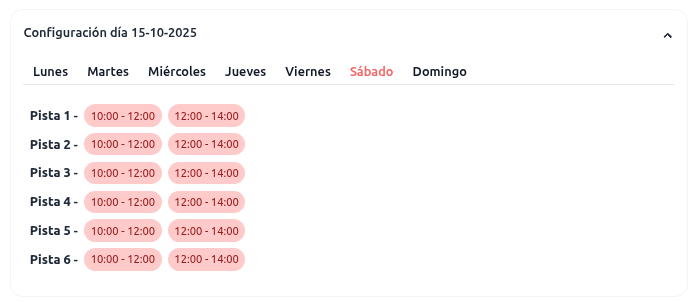 Configuración día 15-10-2025
Lunes Martes Miércoles Jueves Viernes Sábado Domingo
Pista 1 - 10:00 - 12:00 12:00 - 14:00
Pista 2 - 10:00 - 12:00 12:00 - 14:00
Pista 3 - 10:00 - 12:00 12:00 - 14:00
Pista 4 - 10:00 - 12:00 12:00 - 14:00
Pista 5 - 10:00 - 12:00 12:00 - 14:00
Pista 6 - 10:00 - 12:00 12:00 - 14:00